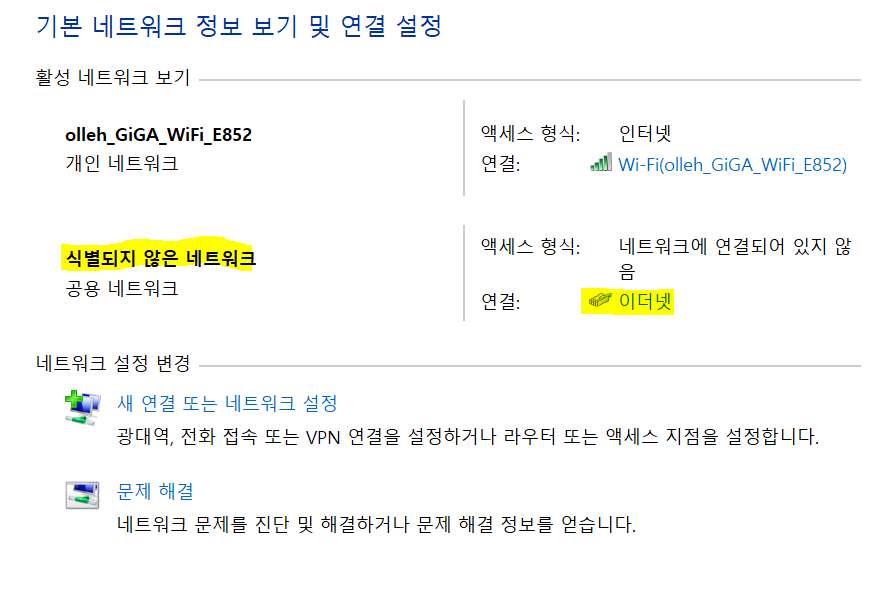 기본 네트워크 정보 보기 및 연결 설정
활성 네트워크 보기
olleh_GiGA_WiFi_E852
개인 네트워크
액세스 형식: 인터넷
연결: Wi-Fi(olleh_GiGA_WiFi_E852)
식별되지 않은 네트워크
공용 네트워크
액세스 형식: 네트워크에 연결되어 있지 않
음
연결: 이더넷
네트워크 설정 변경
새 연결 또는 네트워크 설정
광대역, 전화 접속 또는 VPN 연결을 설정하거나 라우터 또는 액세스 지점을 설정합니다.
문제 해결
네트워크 문제를 진단 및 해결하거나 문제 해결 정보를 얻습니다.